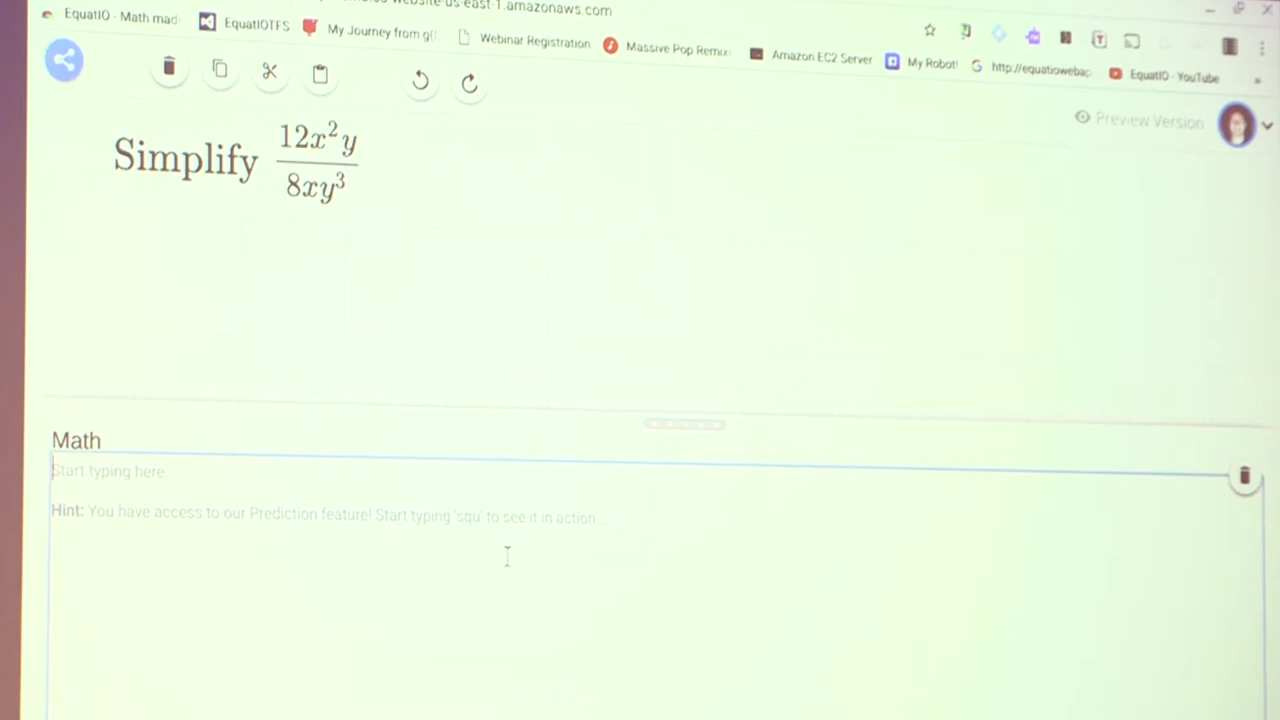 website-us-east-1.amazonaws.com
EquatIO - Math mad
EquatIOTFS
My Journey from g(
Webinar Registration
Massive Pop Remix
Amazon EC2 Server
My Robot!
http://equatiowebap
EquatIO - YouTube
Preview Version
Simplify 12x²y / 8xy³
Math
Start typing here
Hint: You have access to our Prediction feature! Start typing 'squ' to see it in action...